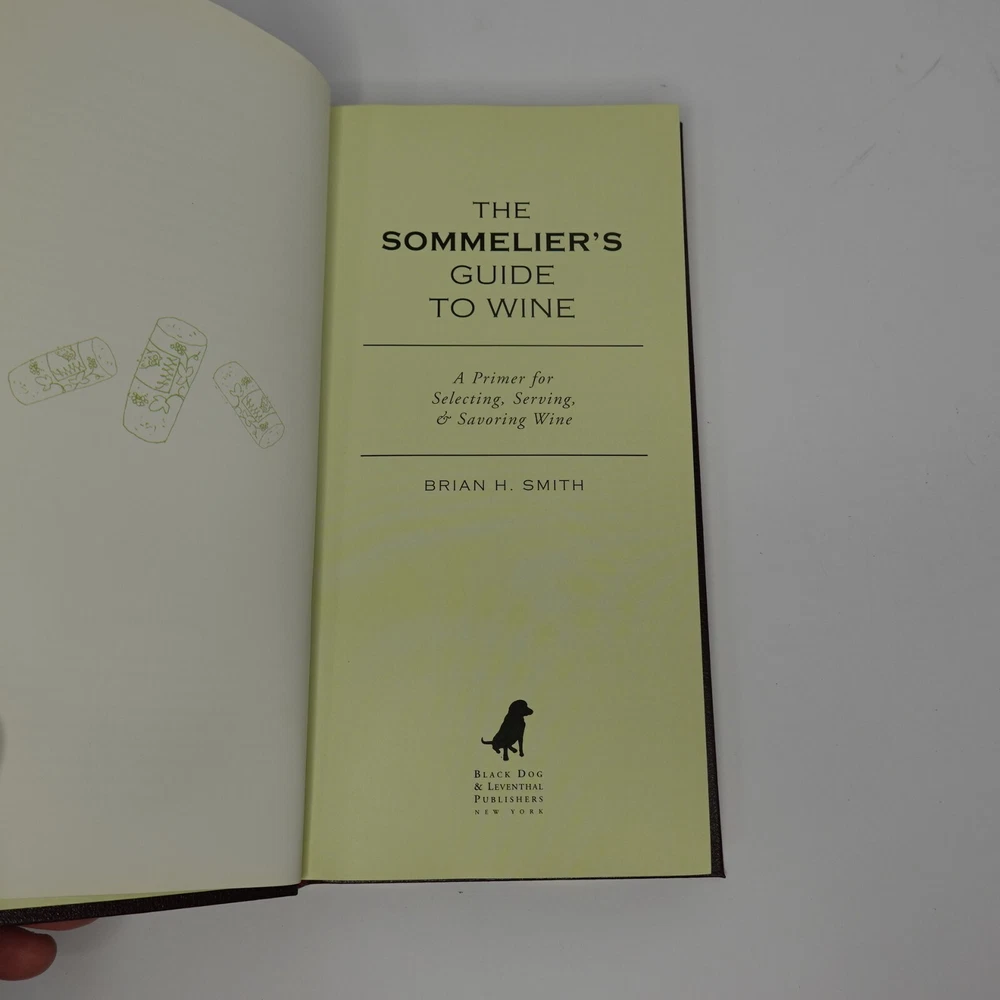 THE
SOMMELIER'S
GUIDE
TO WINE
A Primer for
Selecting, Serving,
& Savoring Wine
BRIAN H. SMITH
BLACK DOG
& LEVENTHAL
PUBLISHERS
NEW YORK